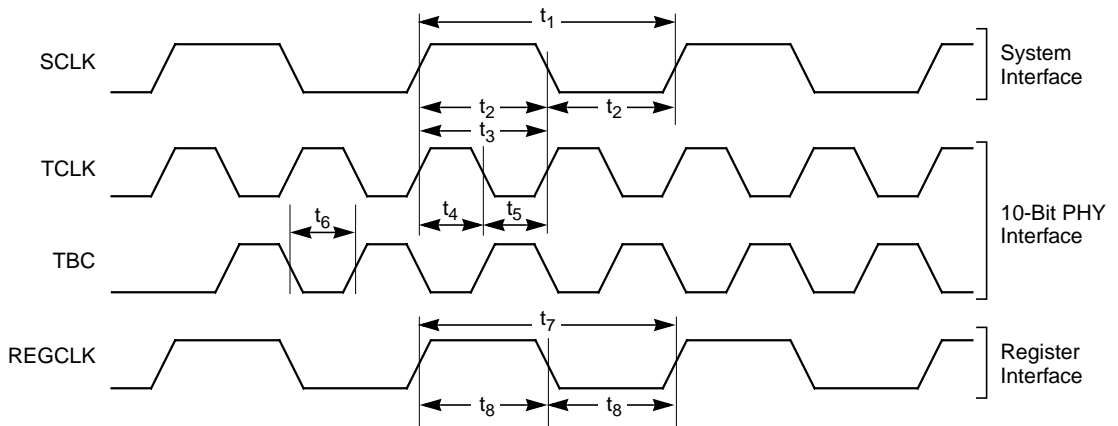 t1
SCLK
System
Interface
t2
t2
t3
TCLK
t4
t5
t6
10-Bit PHY
Interface
TBC
t7
REGCLK
Register
Interface
t8
t8